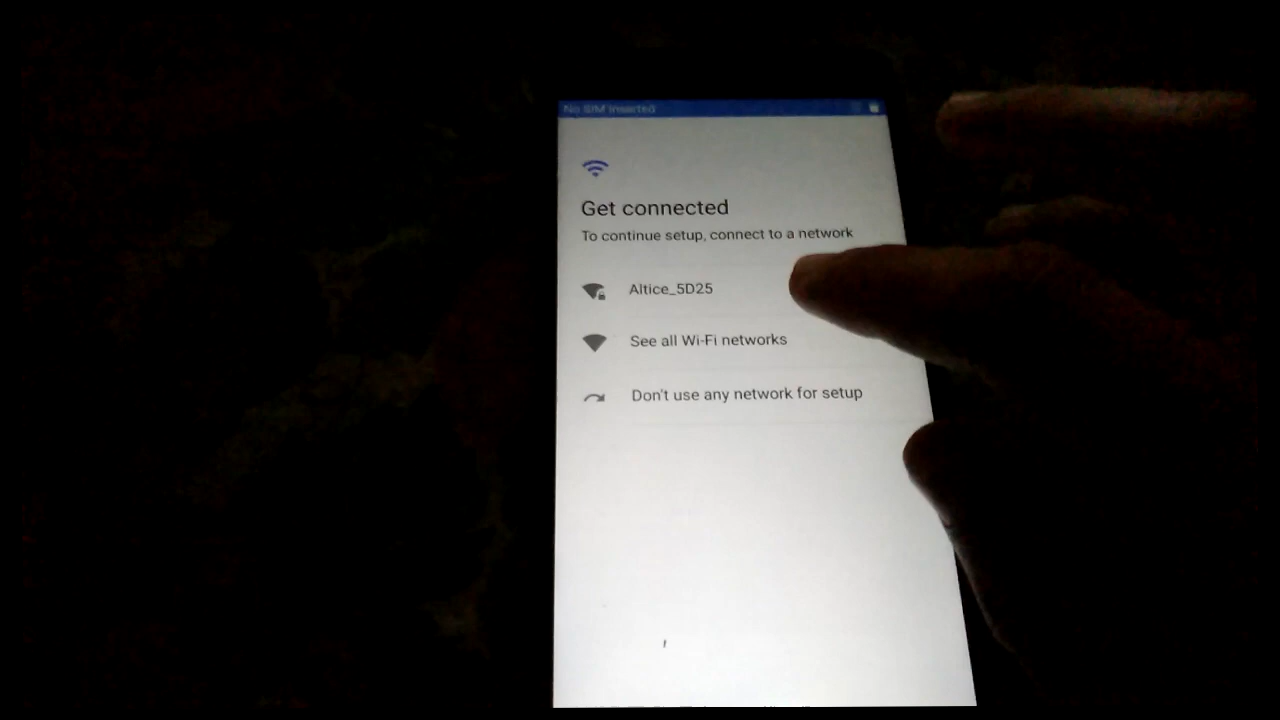 No SIM inserted
Get connected
To continue setup, connect to a network
Altice_5D25
See all Wi-Fi networks
Don't use any network for setup